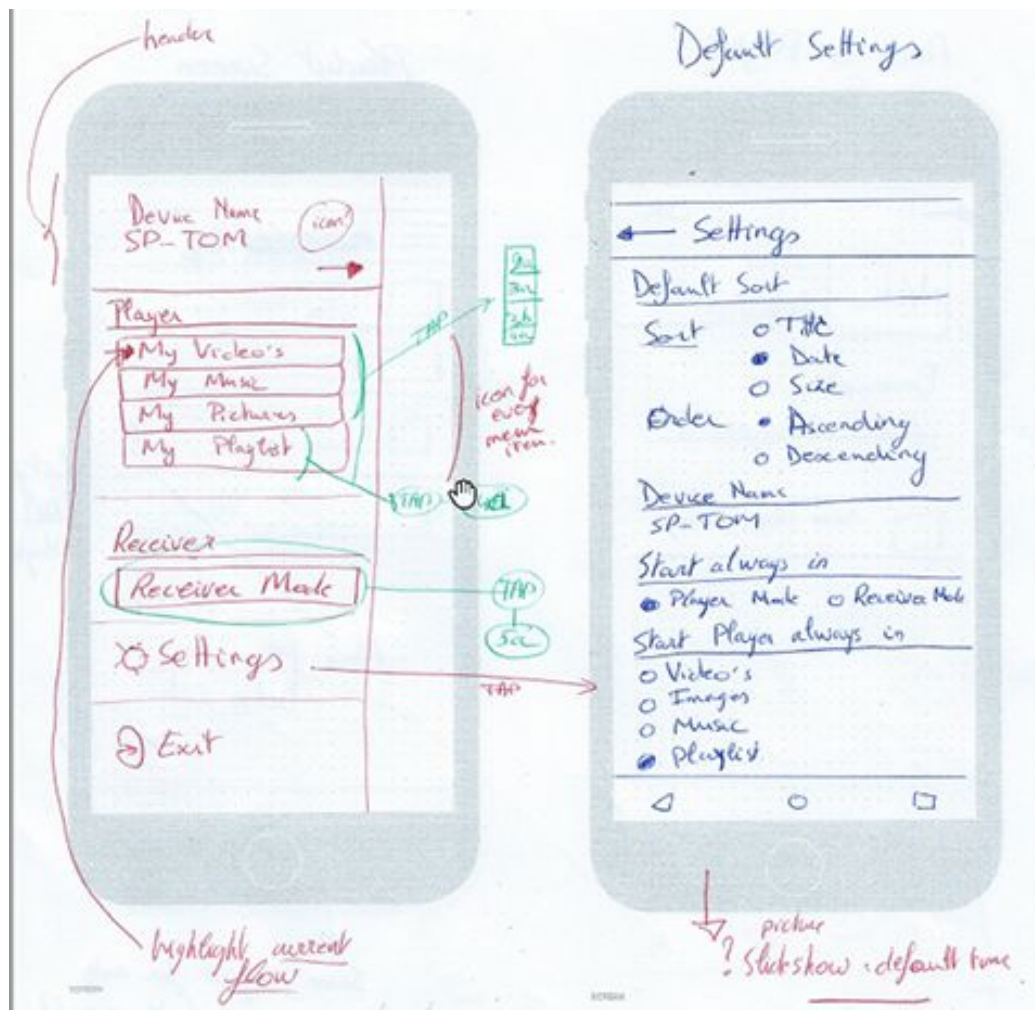 header
Device Name
SP-TOM
icon?
Player
My Video's
My Music
My Pictures
My Playlist
Receiver
Receiver Mode
Settings
Exit
TAP
icon for
every
menu
item.
TAP
TAP
5a
TAP
highlight current
flow
Default Settings
Settings
Default Sort
Sort
Date
Size
Order
Ascending
Descending
Device Name
SP-TOM
Start always in
Player Mode
Receiver Mode
Start Player always in
Video's
Images
Music
Playlist
picture
? Slideshow : default time